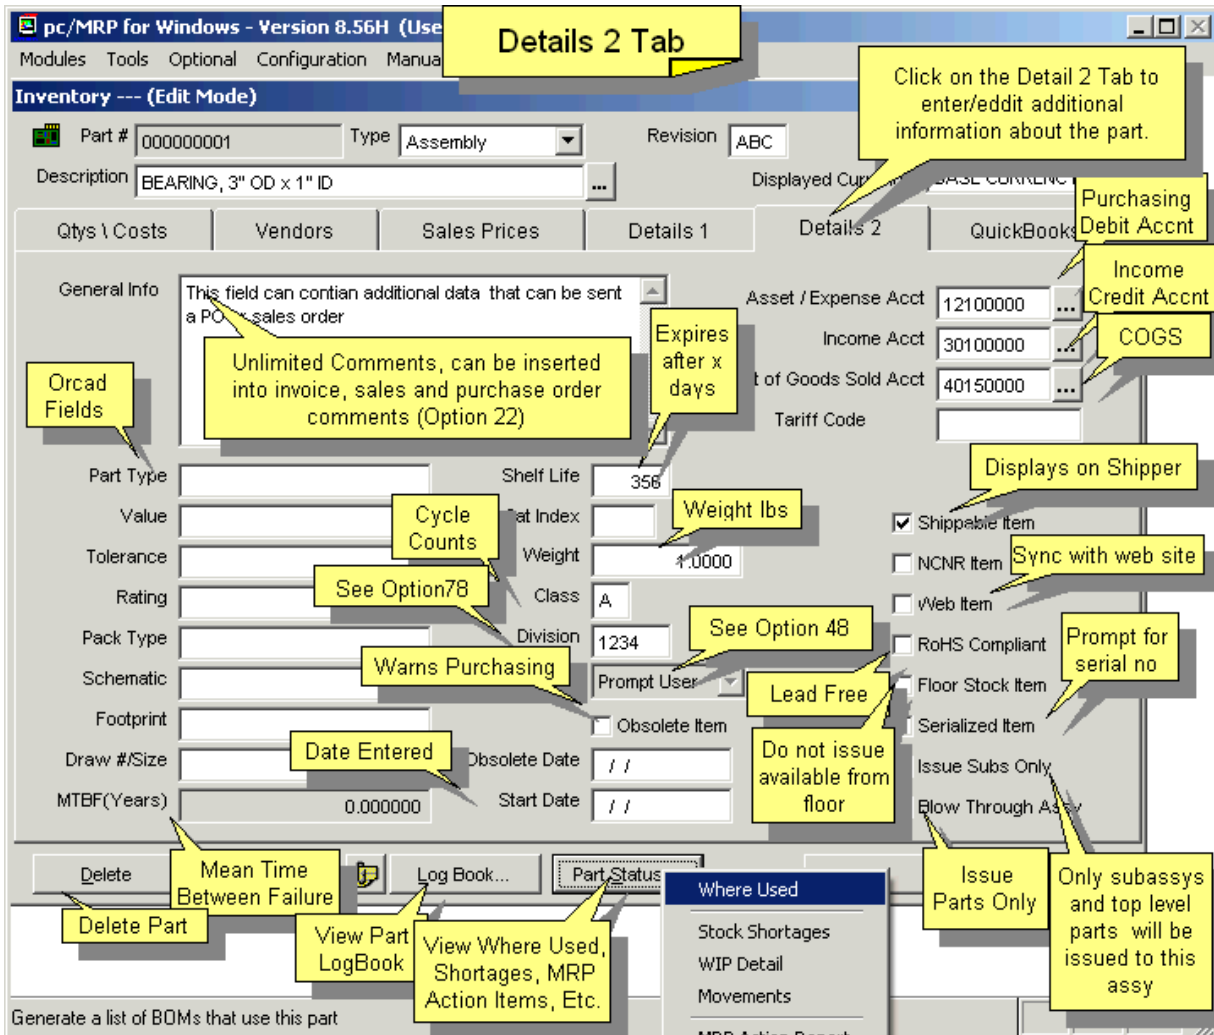 pc/MRP for Windows - Version 8.56H (Use
Details 2 Tab
Modules Tools Optional Configuration Manua
Click on the Detail 2 Tab to
enter/eddit additional
information about the part.
Inventory --- (Edit Mode)
Part # 000000001 Type Assembly Revision ABC
Description BEARING, 3" OD x 1" ID ... Displayed
Purchasing
Debit Accnt
Qtys \ Costs Vendors Sales Prices Details 1 Details 2 QuickBooks
Income
Credit Accnt
General Info This field can contian additional data that can be sent
a sales order
Asset / Expense Acct 12100000 ...
Income Acct 30100000 ...
COGS
of Goods Sold Acct 40150000 ...
Tariff Code
Unlimited Comments, can be inserted
into invoice, sales and purchase order
comments (Option 22)
Expires
after x
days
Orcad
Fields
Part Type Shelf Life 356
Displays on Shipper
Value Index
Cycle
Counts
Weight lbs
Shippable Item
Tolerance Weight 1.0000 NCNR Item
Sync with web site
See Option78
Rating Class A Web Item
Pack Type Division 1234 RoHS Compliant
See Option 48
Prompt for
serial no
Warns Purchasing
Schematic Prompt User Floor Stock Item
Lead Free
Footprint Obsolete Item Serialized Item
Date Entered
Do not issue
available from
floor
Draw #/Size Obsolete Date / / Issue Subs Only
MTBF(Years) 0.000000 Start Date / / Blow Through Assy
Delete Log Book... Part Status
Mean Time
Between Failure
Delete Part
View Part
LogBook
View Where Used,
Shortages, MRP
Action Items, Etc.
Where Used
Stock Shortages
WIP Detail
Movements
MRP Action Report
Issue
Parts Only
Only subassys
and top level
parts will be
issued to this
assy
Generate a list of BOMs that use this part